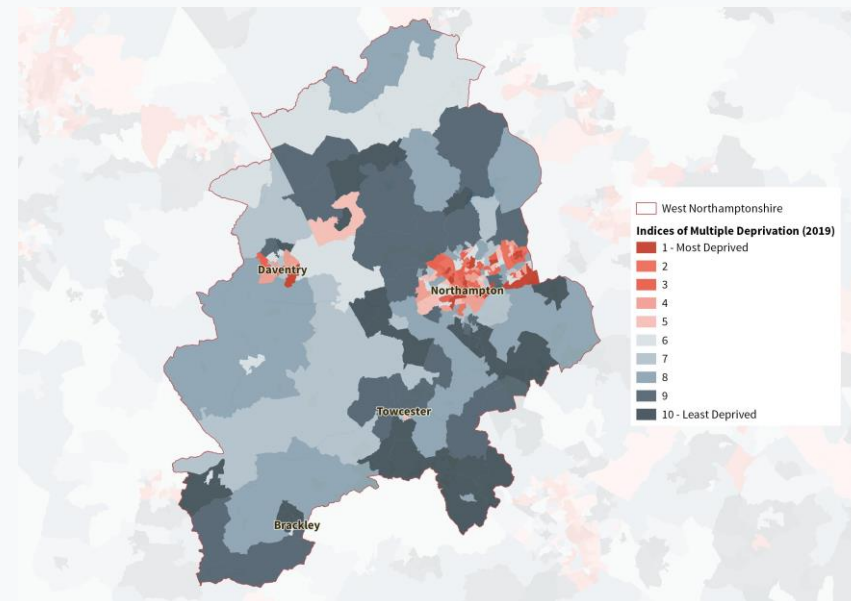 West Northamptonshire
Indices of Multiple Deprivation (2019)
1 - Most Deprived
2
3
4
5
6
7
8
9
10 - Least Deprived
Daventry
Northampton
Towcester
Brackley